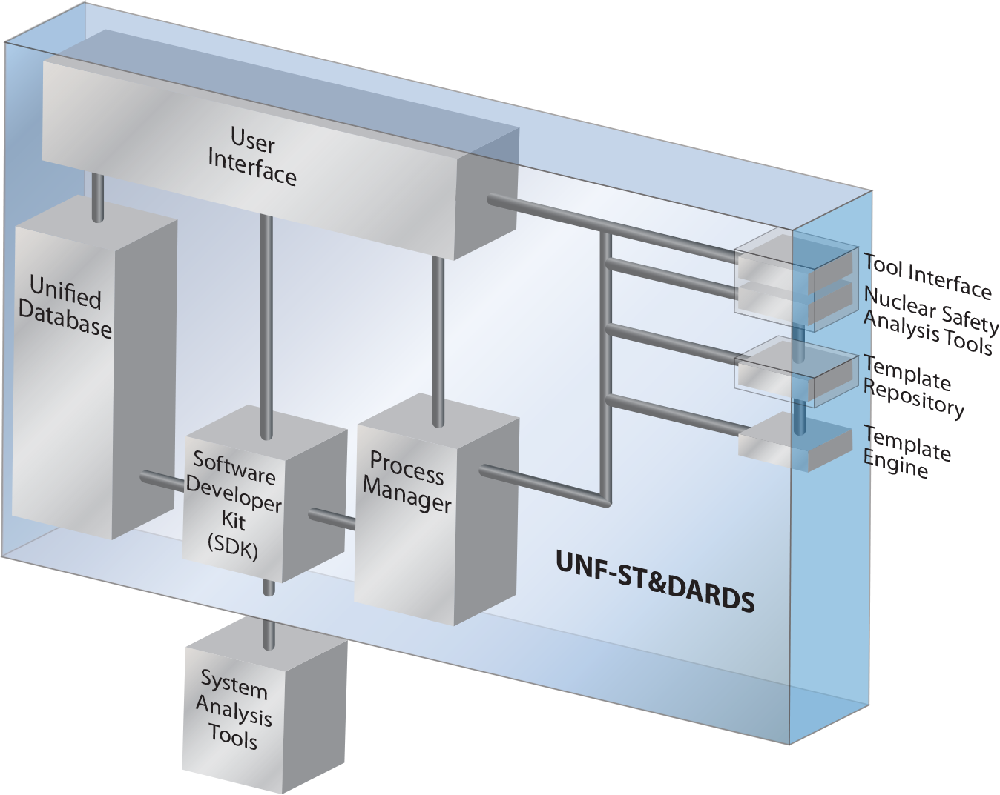 User
Interface
Unified
Database
Software
Developer
Kit
(SDK)
Process
Manager
Tool Interface
Nuclear Safety
Analysis Tools
Template
Repository
Template
Engine
UNF-ST&DARDS
System
Analysis
Tools